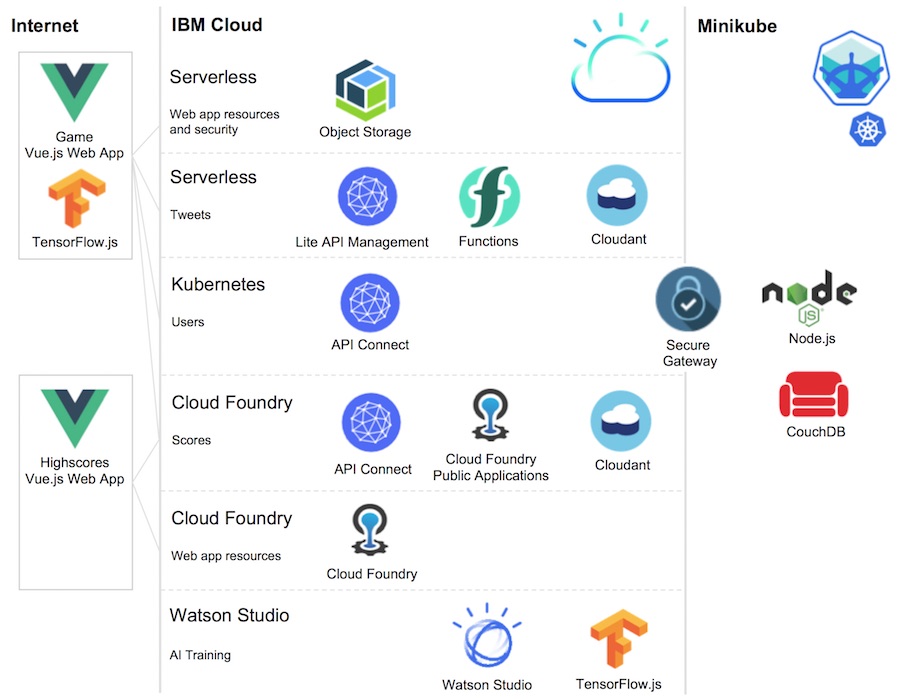 Internet
IBM Cloud
Minikube
Game
Vue.js Web App
TensorFlow.js
Highscores
Vue.js Web App
Serverless
Web app resources
and security
Object Storage
Serverless
Tweets
Lite API Management
Functions
Cloudant
Kubernetes
Users
API Connect
Secure
Gateway
node
JS
Node.js
CouchDB
Cloud Foundry
Scores
API Connect
Cloud Foundry
Public Applications
Cloudant
Cloud Foundry
Web app resources
Cloud Foundry
Watson Studio
AI Training
Watson Studio
TensorFlow.js